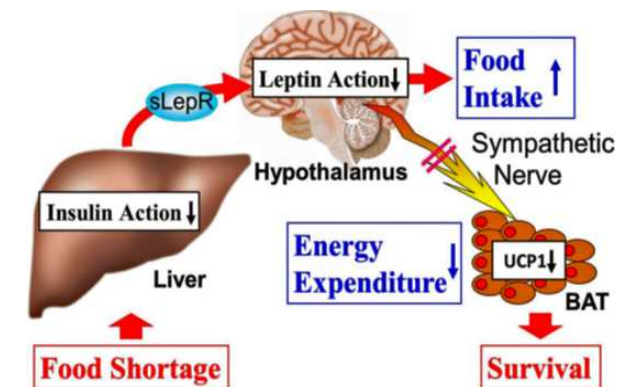 Food
Intake ↑
Leptin Action↓
sLepR
Sympathetic
Nerve
Hypothalamus
Insulin Action↓
Energy
Expenditure ↓
UCP1↓
Liver
BAT
Food Shortage
Survival